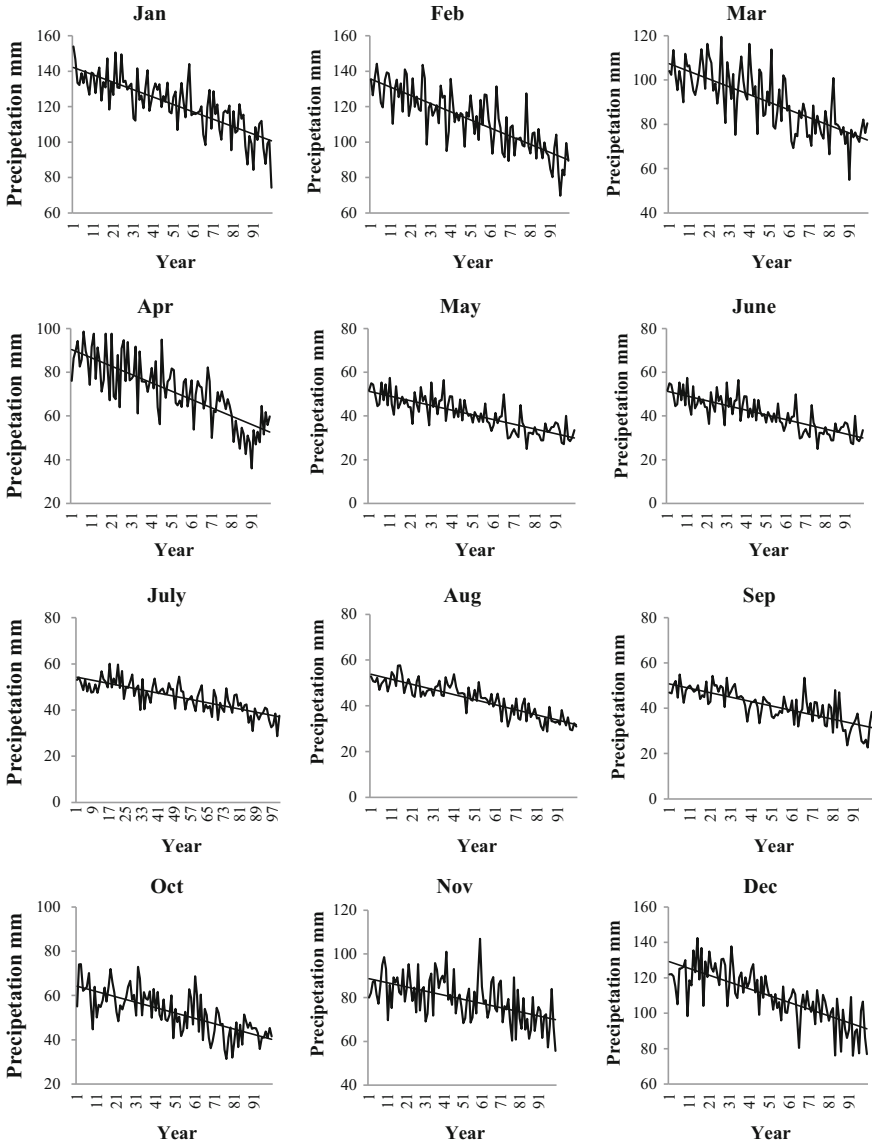 Jan
Precipetation mm
160
140
120
100
80
60
1 11 21 31 41 51 61 71 81 91
Year
Feb
Precipetation mm
160
140
120
100
80
60
1 11 21 31 41 51 61 71 81 91
Year
Mar
Precipetation mm
120
100
80
60
40
1 11 21 31 41 51 61 71 81 91
Year
Apr
Precipetation mm
100
80
60
40
20
1 11 21 31 41 51 61 71 81 91
Year
May
Precipetation mm
80
60
40
20
0
1 11 21 31 41 51 61 71 81 91
Year
June
Precipetation mm
80
60
40
20
0
1 11 21 31 41 51 61 71 81 91
Year
July
Precipetation mm
80
60
40
20
0
1 9 17 25 33 41 49 57 65 73 81 89 97
Year
Aug
Precipetation mm
80
60
40
20
0
1 11 21 31 41 51 61 71 81 91
Year
Sep
Precipetation mm
80
60
40
20
0
1 11 21 31 41 51 61 71 81 91
Year
Oct
Precipetation mm
100
80
60
40
20
1 11 21 31 41 51 61 71 81 91
Year
Nov
Precipetation mm
120
100
80
60
40
1 11 21 31 41 51 61 71 81 91
Year
Dec
Precipetation mm
160
140
120
100
80
60
1 11 21 31 41 51 61 71 81 91
Year